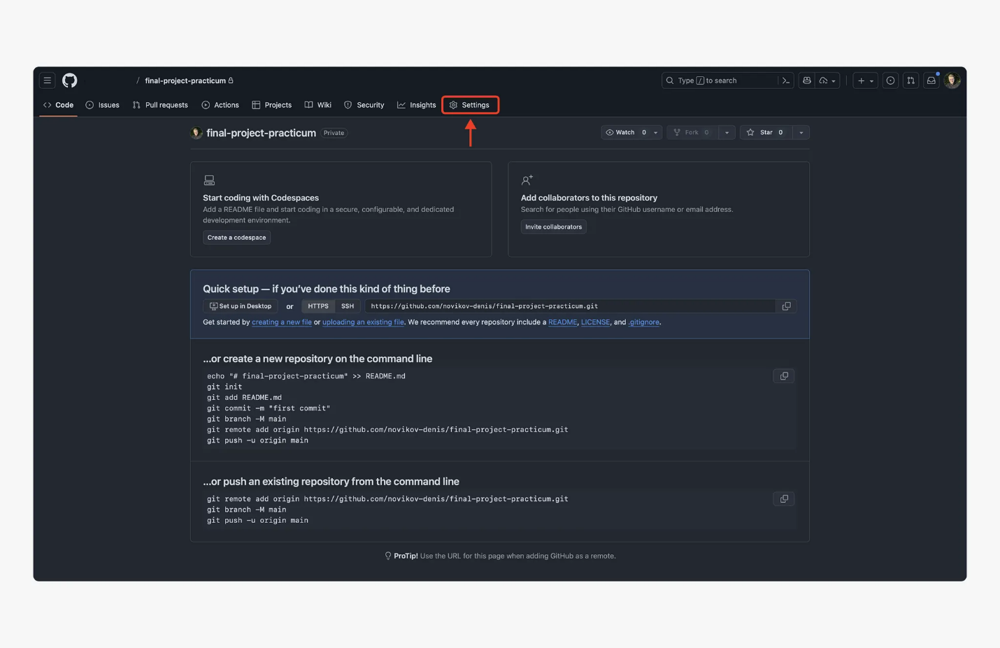 / final-project-practicum
Type / to search
Code
Issues
Pull requests
Actions
Projects
Wiki
Security
Insights
Settings
final-project-practicum Private
Watch 0
Fork 0
Star 0
Start coding with Codespaces
Add a README file and start coding in a secure, configurable, and dedicated
development environment.
Create a codespace
Add collaborators to this repository
Search for people using their GitHub username or email address.
Invite collaborators
Quick setup — if you’ve done this kind of thing before
Set up in Desktop or HTTPS SSH https://github.com/novikov-denis/final-project-practicum.git
Get started by creating a new file or uploading an existing file. We recommend every repository include a README, LICENSE, and .gitignore.
…or create a new repository on the command line
echo "# final-project-practicum" >> README.md
git init
git add README.md
git commit -m "first commit"
git branch -M main
git remote add origin https://github.com/novikov-denis/final-project-practicum.git
git push -u origin main
…or push an existing repository from the command line
git remote add origin https://github.com/novikov-denis/final-project-practicum.git
git branch -M main
git push -u origin main
ProTip! Use the URL for this page when adding GitHub as a remote.